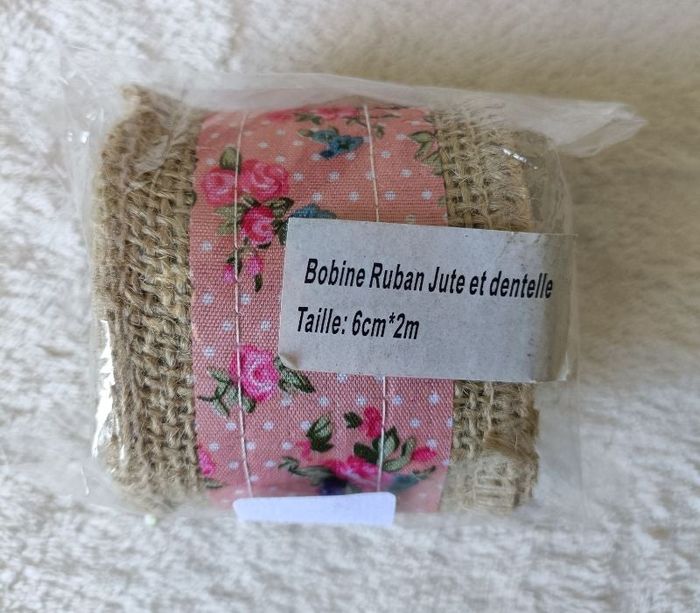 Bobine Ruban Jute et dentelle
Taille: 6cm*2m